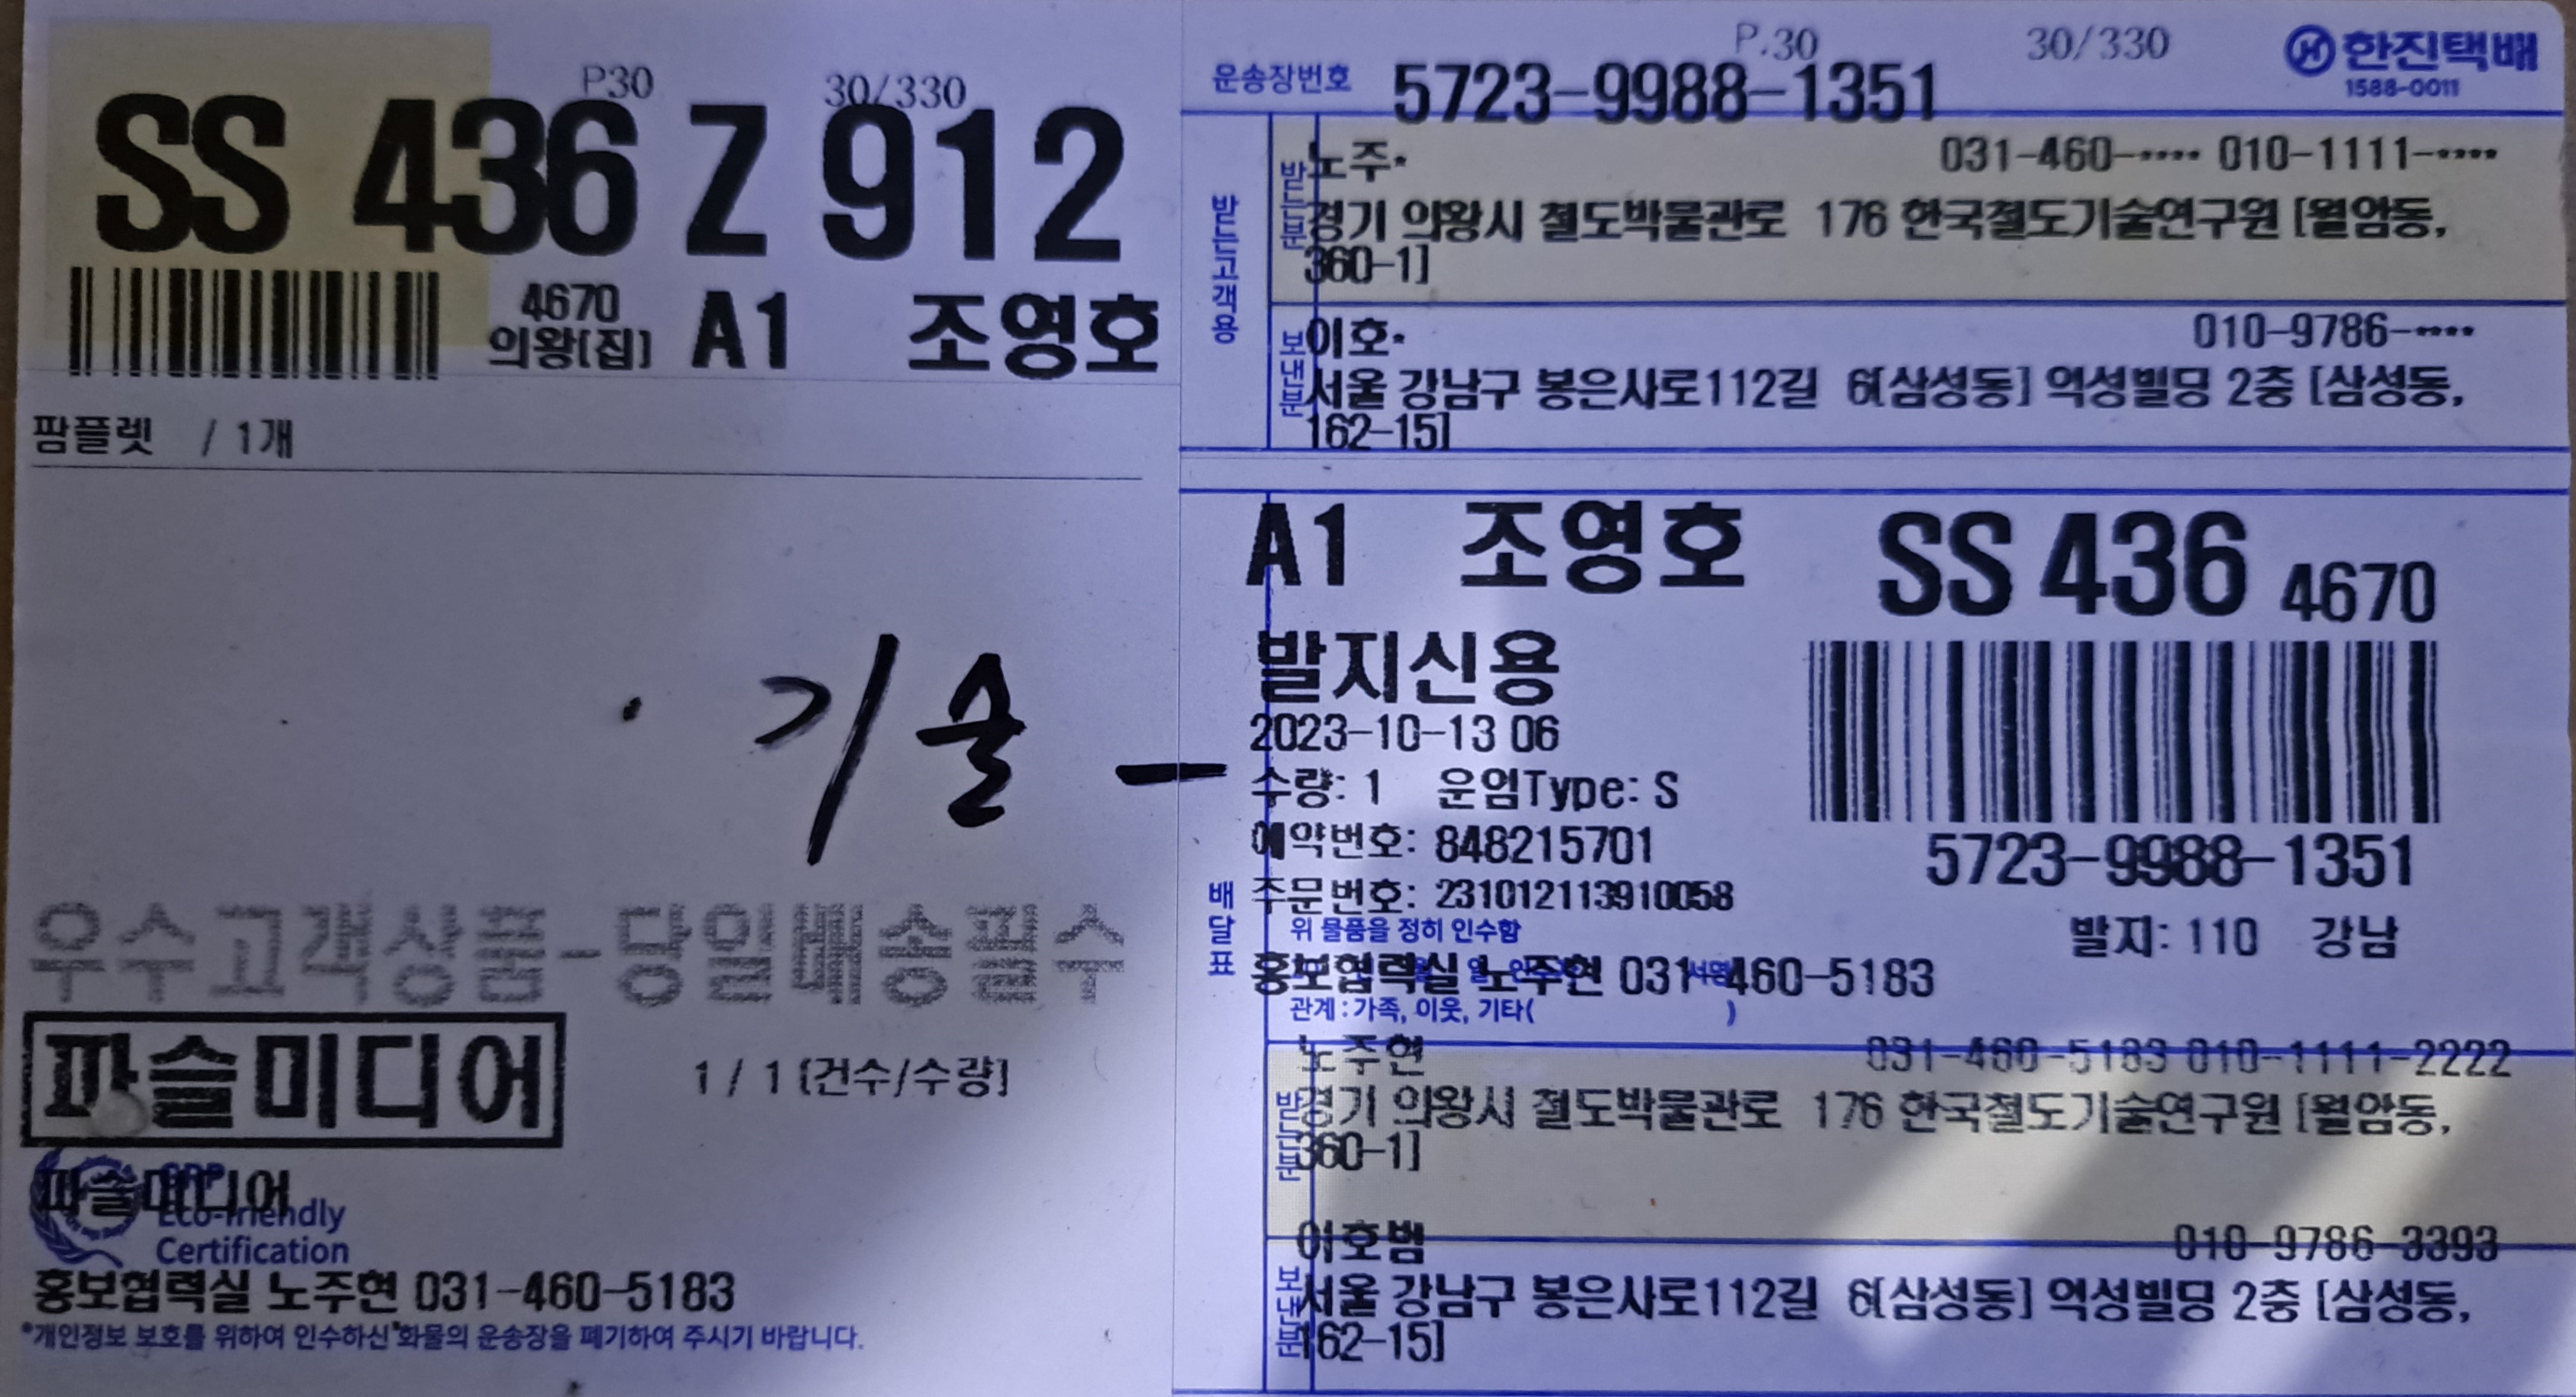 P30 30/330
SS 436 Z 912
4670
의왕[집] A1 조영호
팜플렛 / 1개
기술 -
우수고객상품-당일배송필수
파슬미디어
1 / 1 [건수/수량]
파슬미디어
GRP
Eco-friendly
Certification
홍보협력실 노주현 031-460-5183
*개인정보 보호를 위하여 인수하신 화물의 운송장을 폐기하여 주시기 바랍니다.
P.30 30/330
한진택배
1588-0011
운송장번호 5723-9988-1351
받는고객용
받는분
노주* 031-460-**** 010-1111-****
경기 의왕시 철도박물관로 176 한국철도기술연구원 [월암동,
360-1]
보낸분
이호* 010-9786-****
서울 강남구 봉은사로112길 6[삼성동] 역성빌딩 2층 [삼성동,
162-15]
A1 조영호 SS 436 4670
발지신용
2023-10-13 06
수량: 1 운임Type: S
예약번호: 848215701
5723-9988-1351
주문번호: 231012113910058
발지: 110 강남
배달표
위 물품을 정히 인수함
홍보협력실 노주현 031-460-5183
관계 : 가족, 이웃, 기타( )
노주현 031-460-5183 010-1111-2222
받는분
경기 의왕시 철도박물관로 176 한국철도기술연구원 [월암동,
360-1]
이호범 010-9786-3393
보낸분
서울 강남구 봉은사로112길 6[삼성동] 역성빌딩 2층 [삼성동,
162-15]